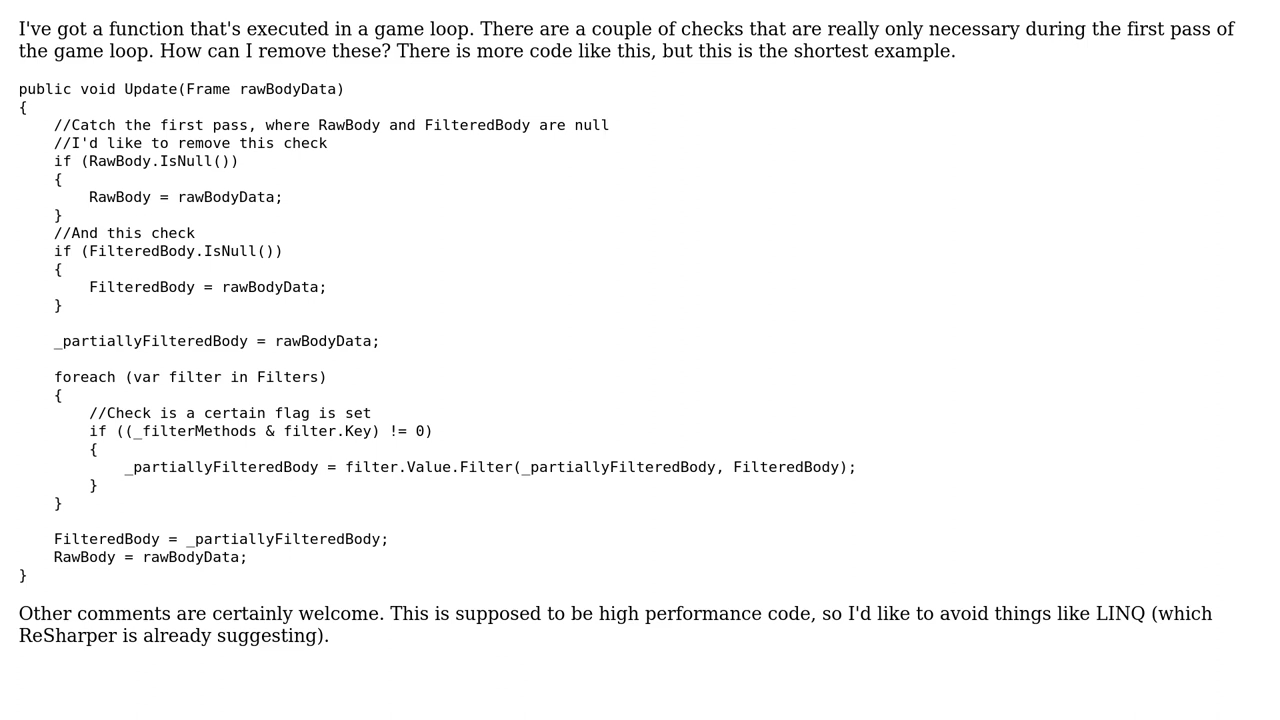 I've got a function that's executed in a game loop. There are a couple of checks that are really only necessary during the first pass of
the game loop. How can I remove these? There is more code like this, but this is the shortest example.
public void Update(Frame rawBodyData)
{
    //Catch the first pass, where RawBody and FilteredBody are null
    //I'd like to remove this check
    if (RawBody.IsNull())
    {
        RawBody = rawBodyData;
    }
    //And this check
    if (FilteredBody.IsNull())
    {
        FilteredBody = rawBodyData;
    }
    _partiallyFilteredBody = rawBodyData;
    foreach (var filter in Filters)
    {
        //Check is a certain flag is set
        if ((_filterMethods & filter.Key) != 0)
        {
            _partiallyFilteredBody = filter.Value.Filter(_partiallyFilteredBody, FilteredBody);
        }
    }
    FilteredBody = _partiallyFilteredBody;
    RawBody = rawBodyData;
}
Other comments are certainly welcome. This is supposed to be high performance code, so I'd like to avoid things like LINQ (which
ReSharper is already suggesting).